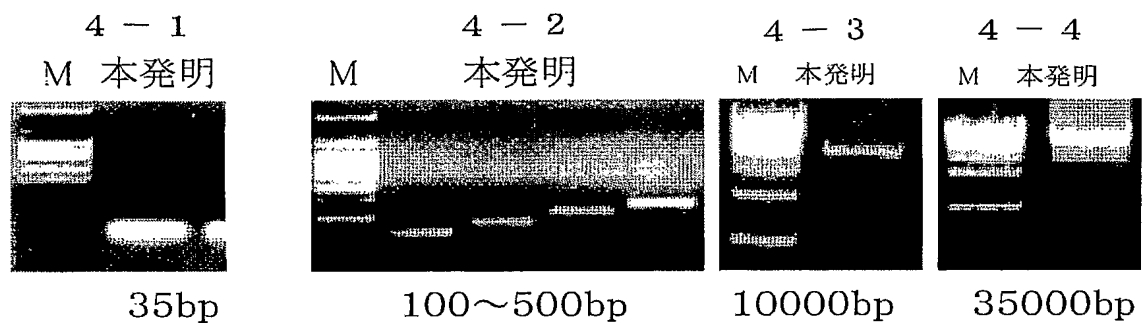 4 － 1 4 － 2 4 － 3 4 － 4
M 本発明 M 本発明 M 本発明 M 本発明
35bp 100～500bp 10000bp 35000bp